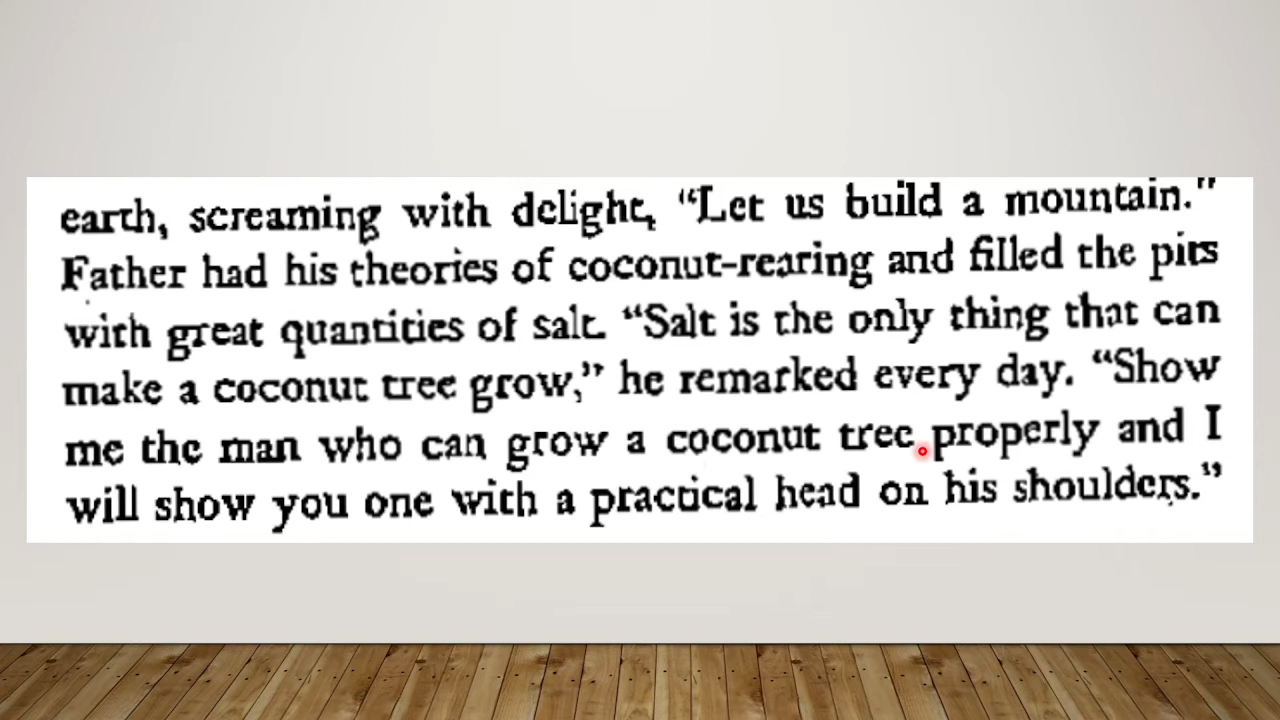 earth, screaming with delight, “Let us build a mountain.”
Father had his theories of coconut-rearing and filled the pits
with great quantities of salt. “Salt is the only thing that can
make a coconut tree grow,” he remarked every day. “Show
me the man who can grow a coconut tree properly and I
will show you one with a practical head on his shoulders.”